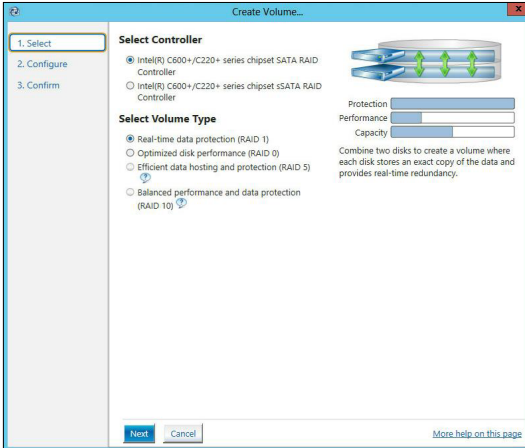 Create Volume...
X
1. Select
2. Configure
3. Confirm
Select Controller
Intel(R) C600+/C220+ series chipset SATA RAID
Controller
Intel(R) C600+/C220+ series chipset sSATA RAID
Controller
Select Volume Type
Real-time data protection (RAID 1)
Optimized disk performance (RAID 0)
Efficient data hosting and protection (RAID 5)
?
Balanced performance and data protection
(RAID 10) ?
Protection
Performance
Capacity
Combine two disks to create a volume where
each disk stores an exact copy of the data and
provides real-time redundancy.
Next
Cancel
More help on this page